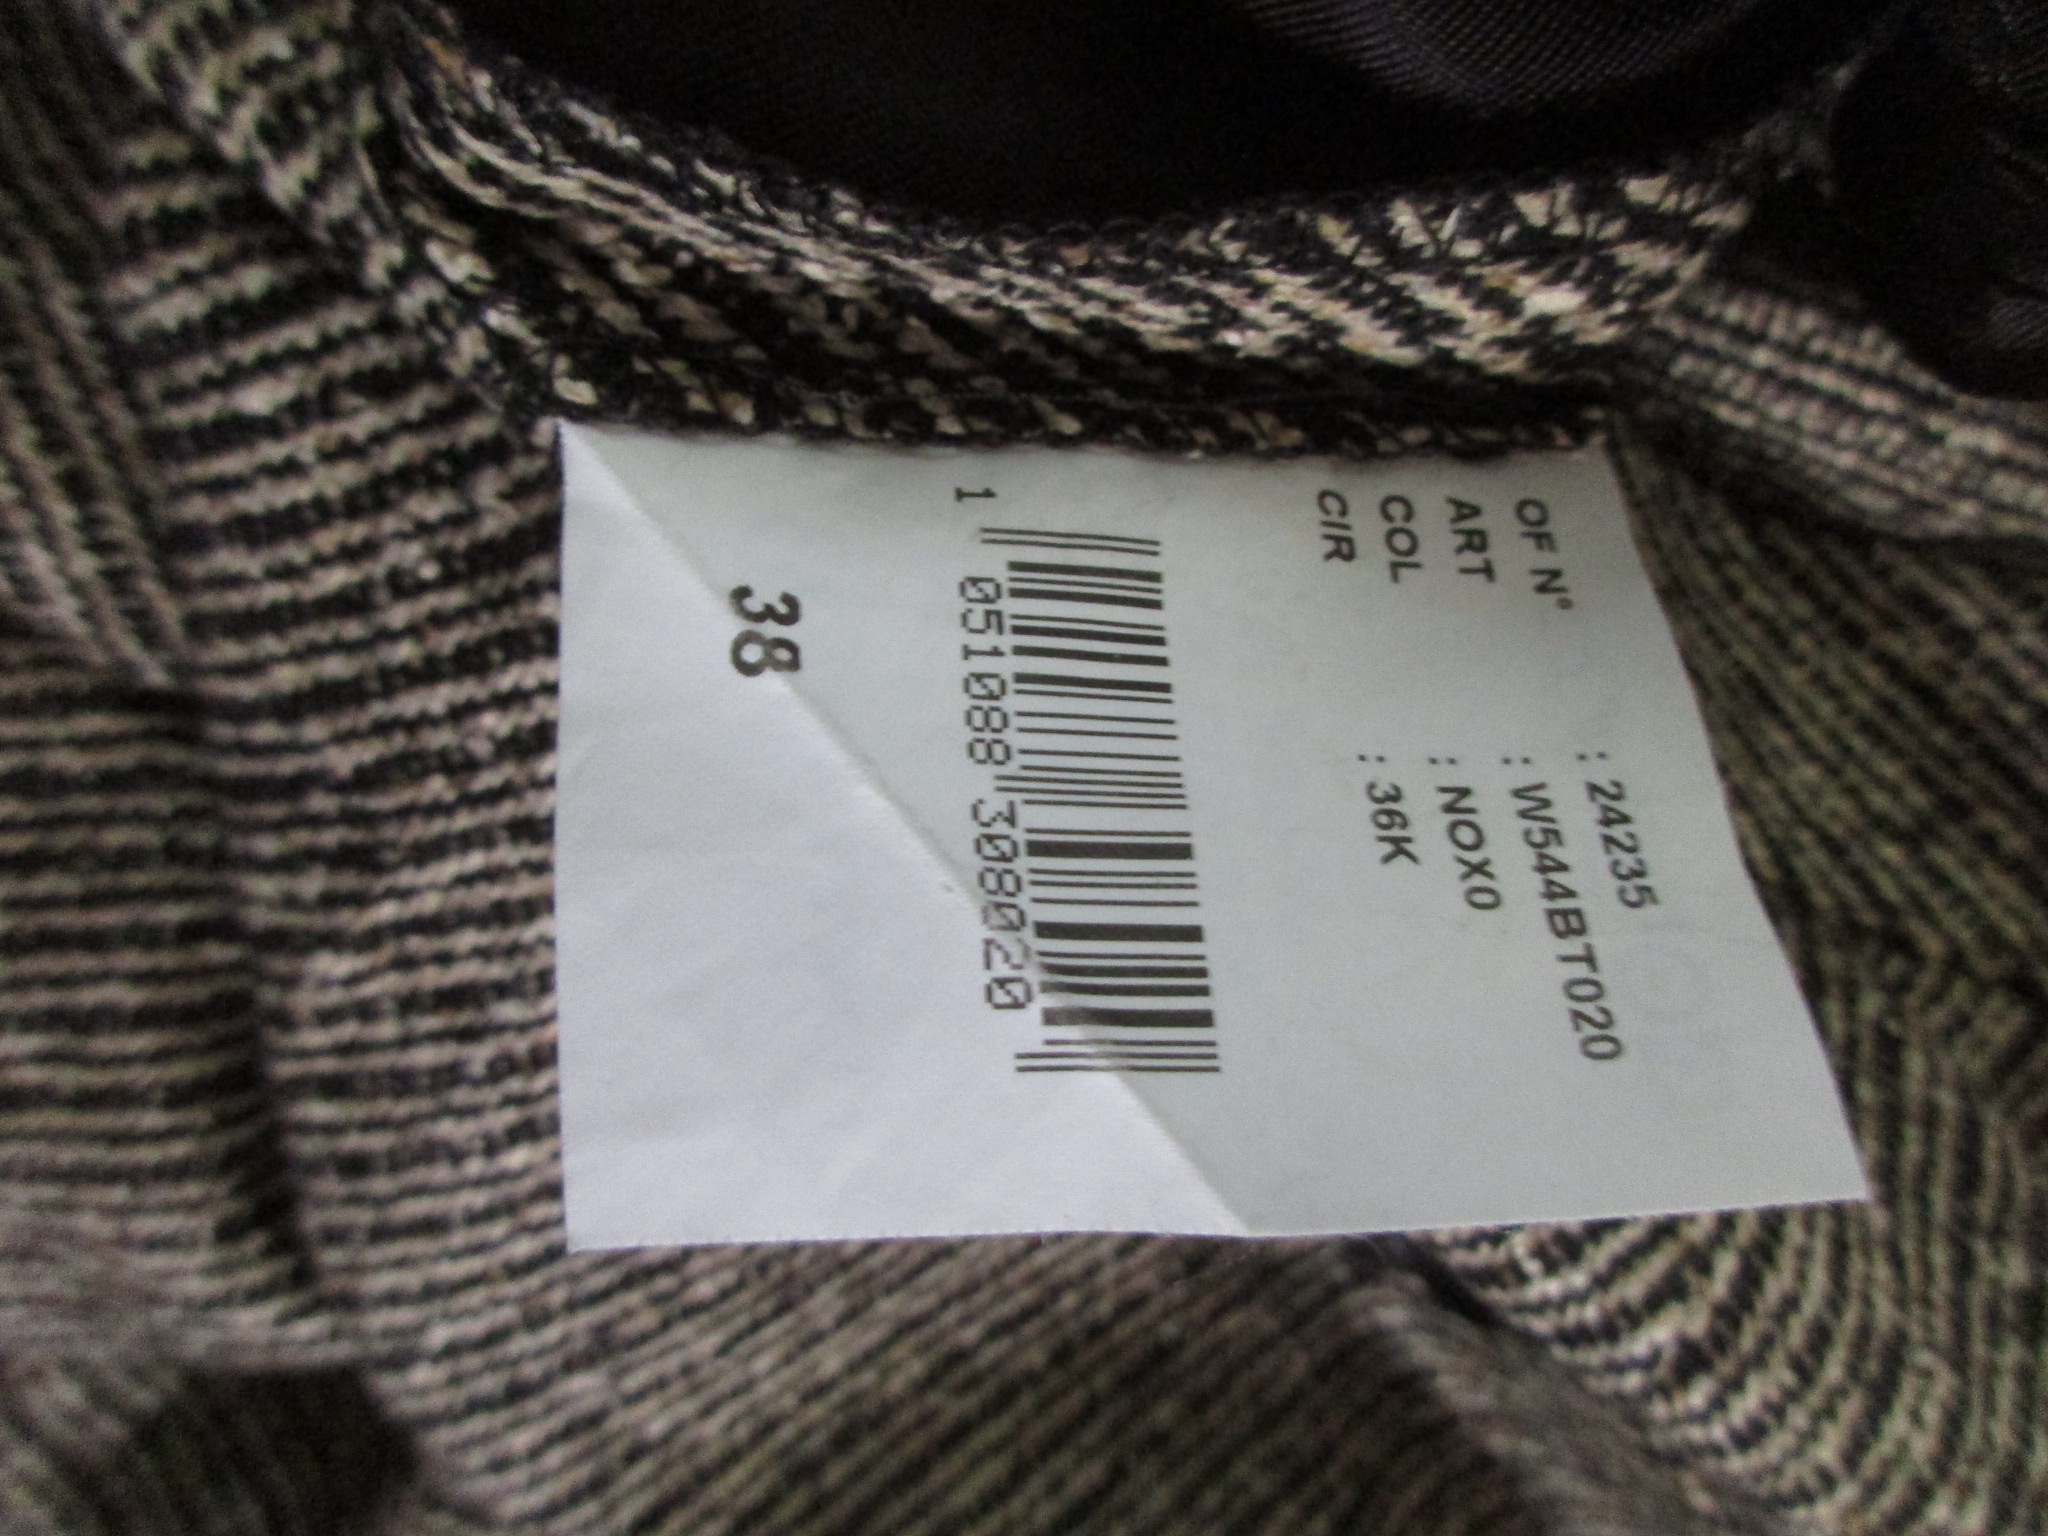 OF N° : 24235
ART : W544BT020
COL : NOX0
CIR : 36K
1 051088 308020
38